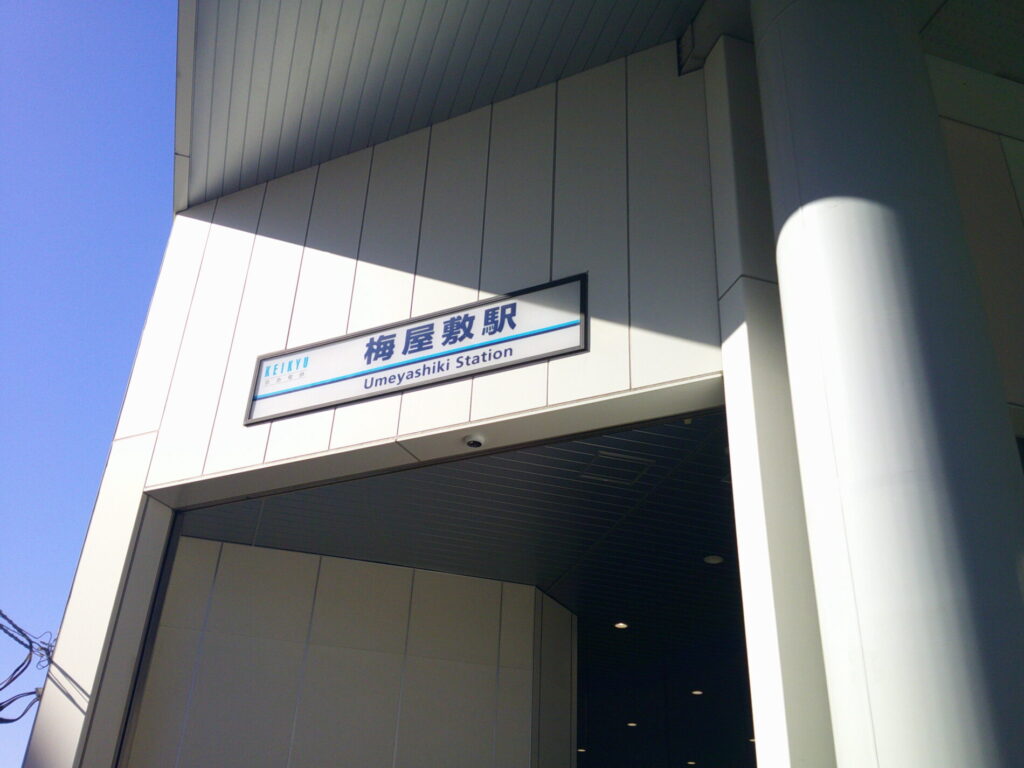 KEIKYU
梅屋敷駅
Umeyashiki Station